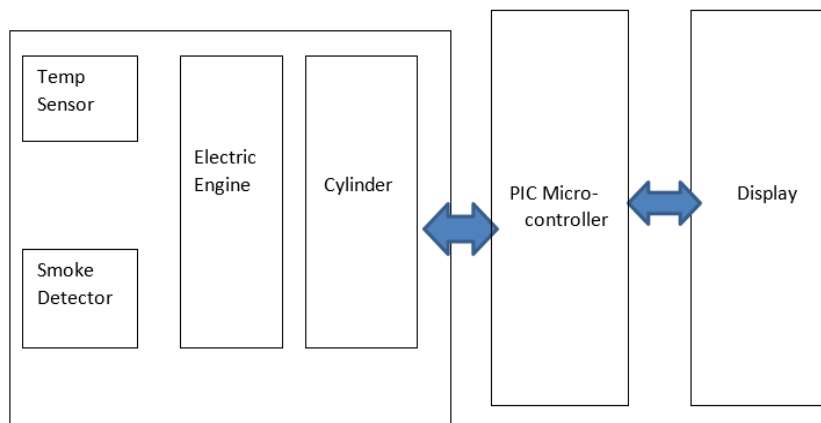 Temp
Sensor
Electric
Engine
Cylinder
Smoke
Detector
PIC Micro-
controller
Display